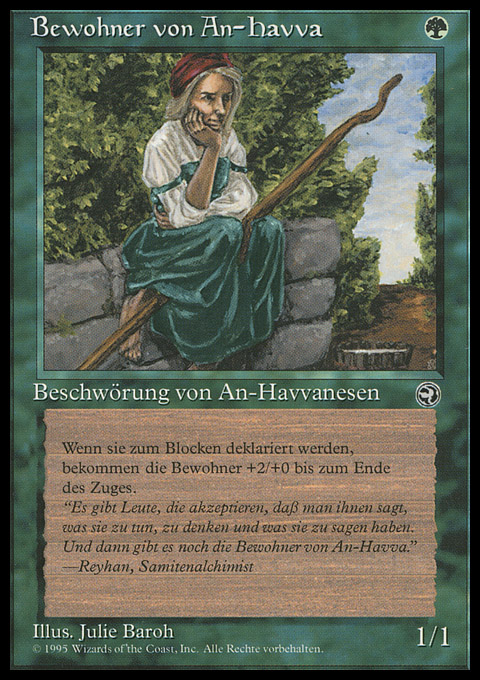 Bewohner von An-Havva
Beschwörung von An-Havvanesen
Wenn sie zum Blocken deklariert werden,
bekommen die Bewohner +2/+0 bis zum Ende
des Zuges.
“Es gibt Leute, die akzeptieren, daß man ihnen sagt,
was sie zu tun, zu denken und was sie zu sagen haben.
Und dann gibt es noch die Bewohner von An-Havva.”
—Reyhan, Samitenalchimist
Illus. Julie Baroh
© 1995 Wizards of the Coast, Inc. Alle Rechte vorbehalten.
1/1